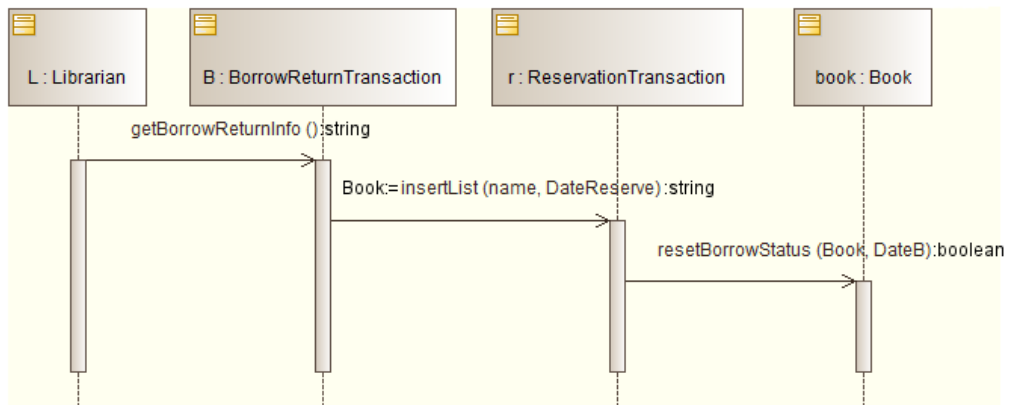 L : Librarian
B : BorrowReturnTransaction
r : ReservationTransaction
book : Book
getBorrowReturnInfo ():string
Book:= insertList (name, DateReserve) :string
resetBorrowStatus (Book, DateB):boolean